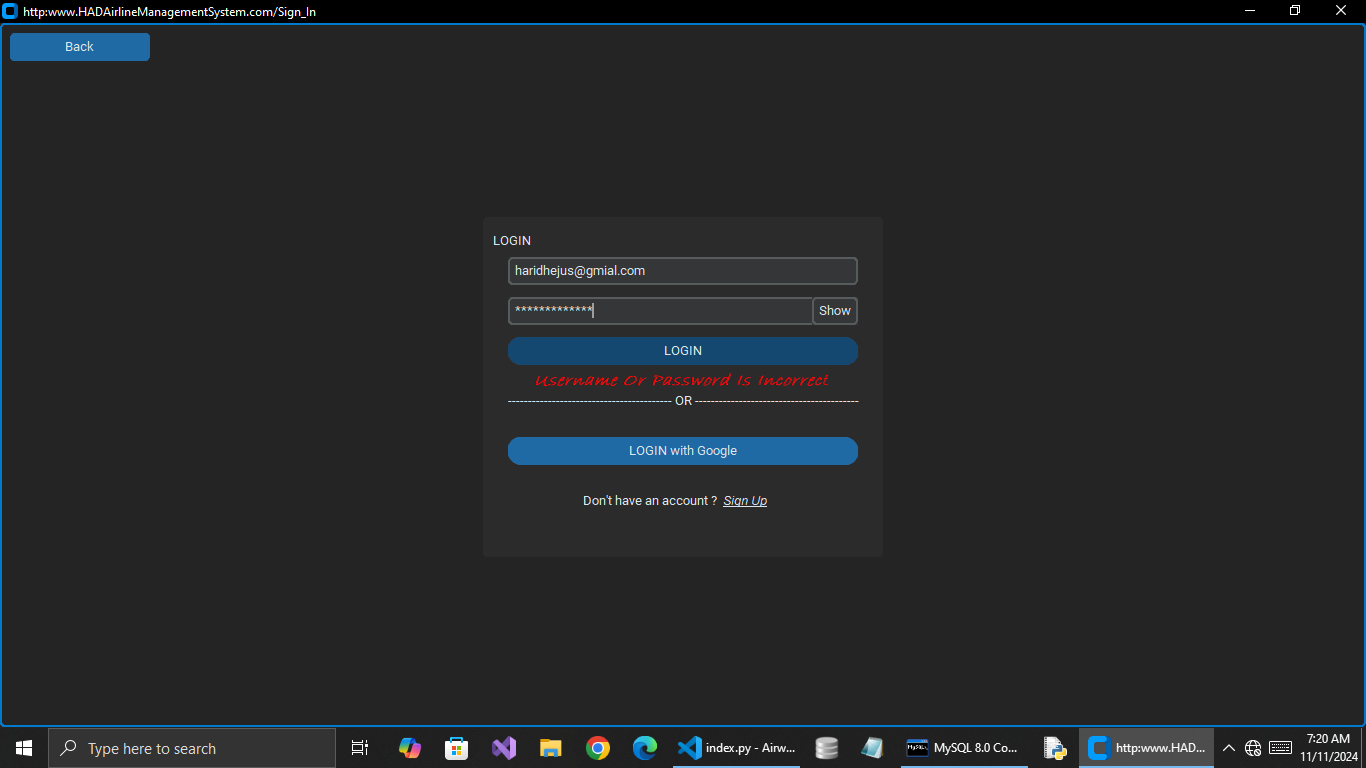 http:www.HADAirlineManagementSystem.com/Sign_In
Back
LOGIN
haridhejus@gmial.com
*************
Show
LOGIN
Username Or Password Is Incorrect
----------------------------------------- OR -----------------------------------------
LOGIN with Google
Don't have an account ? Sign Up
Type here to search
index.py - Airw...
MySQL 8.0 Co...
http:www.HAD...
7:20 AM
11/11/2024